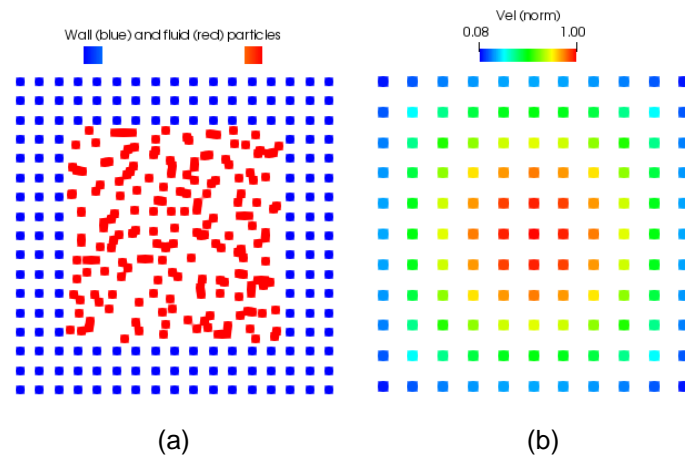 Wall (blue) and fluid (red) particles
Vel (norm)
0.08 1.00
(a)
(b)